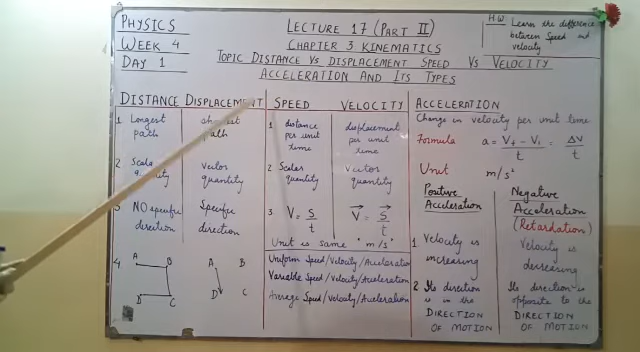 PHYSICS
WEEK 4
DAY 1
LECTURE 17 (PART II)
CHAPTER 3 KINEMATICS
TOPIC DISTANCE VS DISPLACEMENT SPEED VS VELOCITY
ACCELERATION AND ITS TYPES
H.W Learn the difference
between Speed and
velocity
DISTANCE DISPLACEMENT
1 Longest path
path
2 Scalar quantity
vector quantity
3 NO specific direction
Specific direction
4 A B D C
A B D C
SPEED VELOCITY
1 distance per unit time
displacement per unit time
2 Scalar quantity
Vector quantity
3 V = S/t
V = S/t
Unit is same "m/s"
Uniform Speed/Velocity/Acceleration
Variable Speed/Velocity/Acceleration
Average Speed/Velocity/Acceleration
ACCELERATION
Change in velocity per unit time
Formula a = Vf - Vi / t = ΔV / t
Unit m/s²
Positive Acceleration
Negative Acceleration
(Retardation)
1 Velocity is increasing
Velocity is decreasing
2 Its direction is in the DIRECTION OF MOTION
Its direction is opposite to the DIRECTION OF MOTION